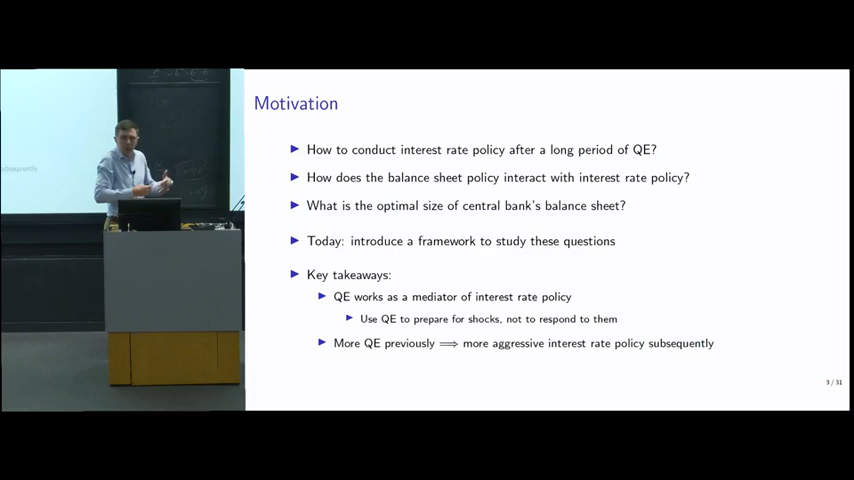 Motivation
How to conduct interest rate policy after a long period of QE?
How does the balance sheet policy interact with interest rate policy?
What is the optimal size of central bank's balance sheet?
Today: introduce a framework to study these questions
Key takeaways:
QE works as a mediator of interest rate policy
Use QE to prepare for shocks, not to respond to them
More QE previously ⟹ more aggressive interest rate policy subsequently
3 / 31